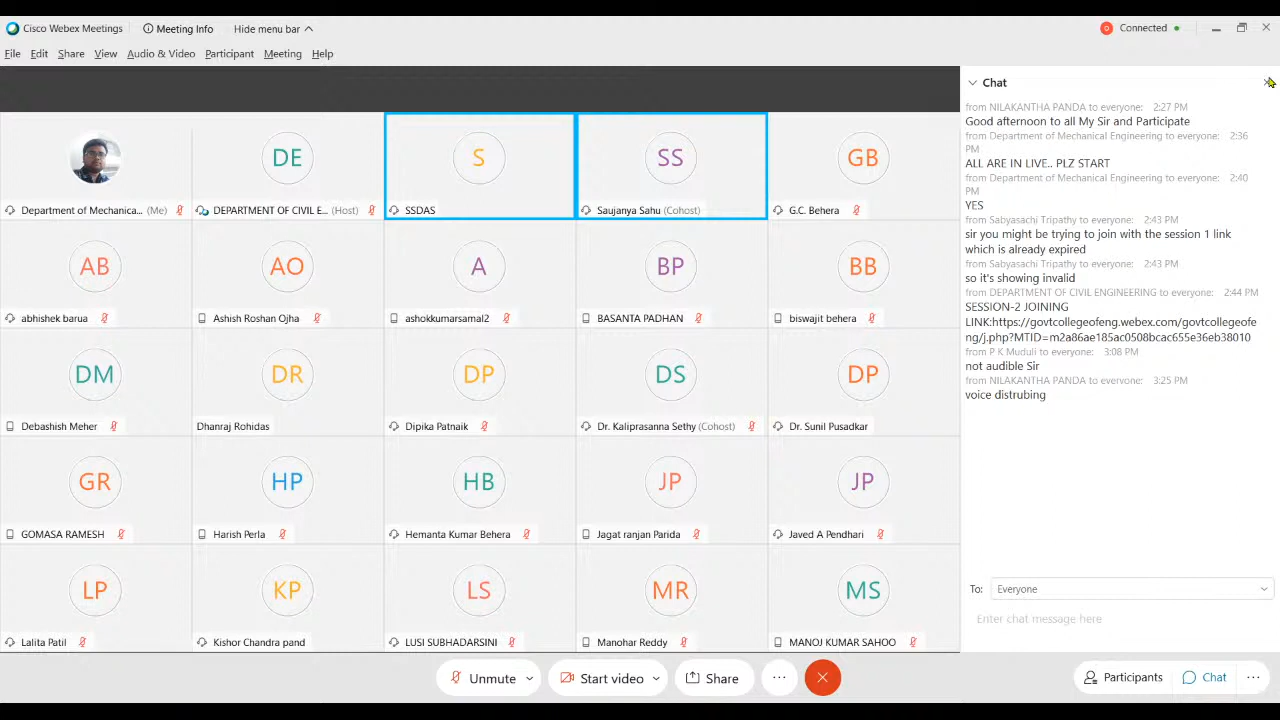 Cisco Webex Meetings
Meeting Info
Hide menu bar
Connected
File Edit Share View Audio & Video Participant Meeting Help
Department of Mechanica... (Me)
DE
DEPARTMENT OF CIVIL E... (Host)
S
SSDAS
SS
Saujanya Sahu (Cohost)
GB
G.C. Behera
AB
abhishek barua
AO
Ashish Roshan Ojha
A
ashokkumarsamal2
BP
BASANTA PADHAN
BB
biswajit behera
DM
Debashish Meher
DR
Dhanraj Rohidas
DP
Dipika Patnaik
DS
Dr. Kaliprasanna Sethy (Cohost)
DP
Dr. Sunil Pusadkar
GR
GOMASA RAMESH
HP
Harish Perla
HB
Hemanta Kumar Behera
JP
Jagat ranjan Parida
JP
Javed A Pendhari
LP
Lalita Patil
KP
Kishor Chandra pand
LS
LUSI SUBHADARSINI
MR
Manohar Reddy
MS
MANOJ KUMAR SAHOO
Chat
from NILAKANTHA PANDA to everyone: 2:27 PM
Good afternoon to all My Sir and Participate
from Department of Mechanical Engineering to everyone: 2:36
PM
ALL ARE IN LIVE.. PLZ START
from Department of Mechanical Engineering to everyone: 2:40
PM
YES
from Sabyasachi Tripathy to everyone: 2:43 PM
sir you might be trying to join with the session 1 link
which is already expired
from Sabyasachi Tripathy to everyone: 2:43 PM
so it's showing invalid
from DEPARTMENT OF CIVIL ENGINEERING to everyone: 2:44 PM
SESSION-2 JOINING
LINK:https://govtcollegeofeng.webex.com/govtcollegeofe
ng/j.php?MTID=m2a86ae185ac0508bcac655e36eb38010
from P K Muduli to everyone: 3:08 PM
not audible Sir
from NILAKANTHA PANDA to everyone: 3:25 PM
voice distrubing
To: Everyone
Enter chat message here
Unmute
Start video
Share
Participants
Chat